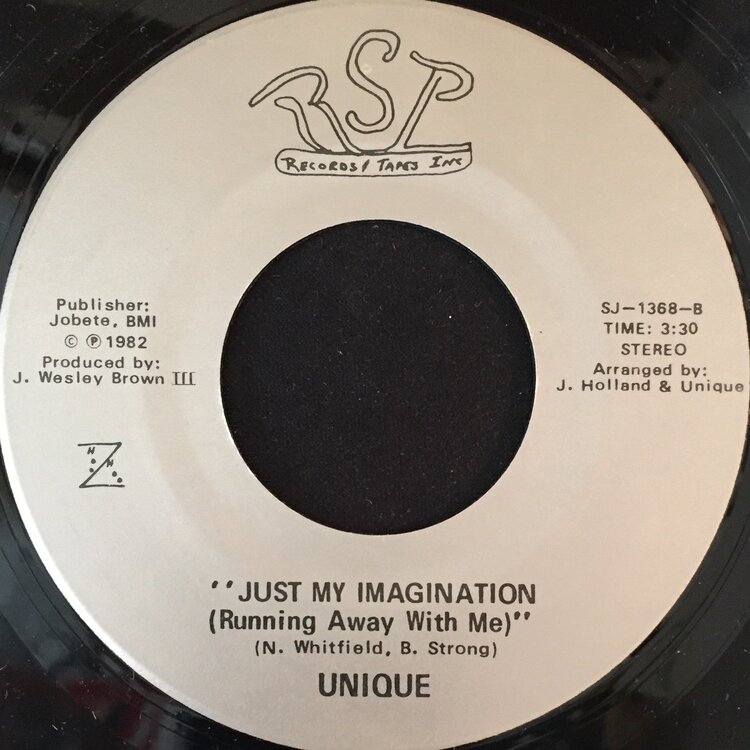 RSP
RECORDS/TAPES INC
Publisher:
Jobete, BMI
© ℗ 1982
Produced by:
J. Wesley Brown III
SJ-1368-B
TIME: 3:30
STEREO
Arranged by:
J. Holland & Unique
''JUST MY IMAGINATION
(Running Away With Me)''
(N. Whitfield, B. Strong)
UNIQUE